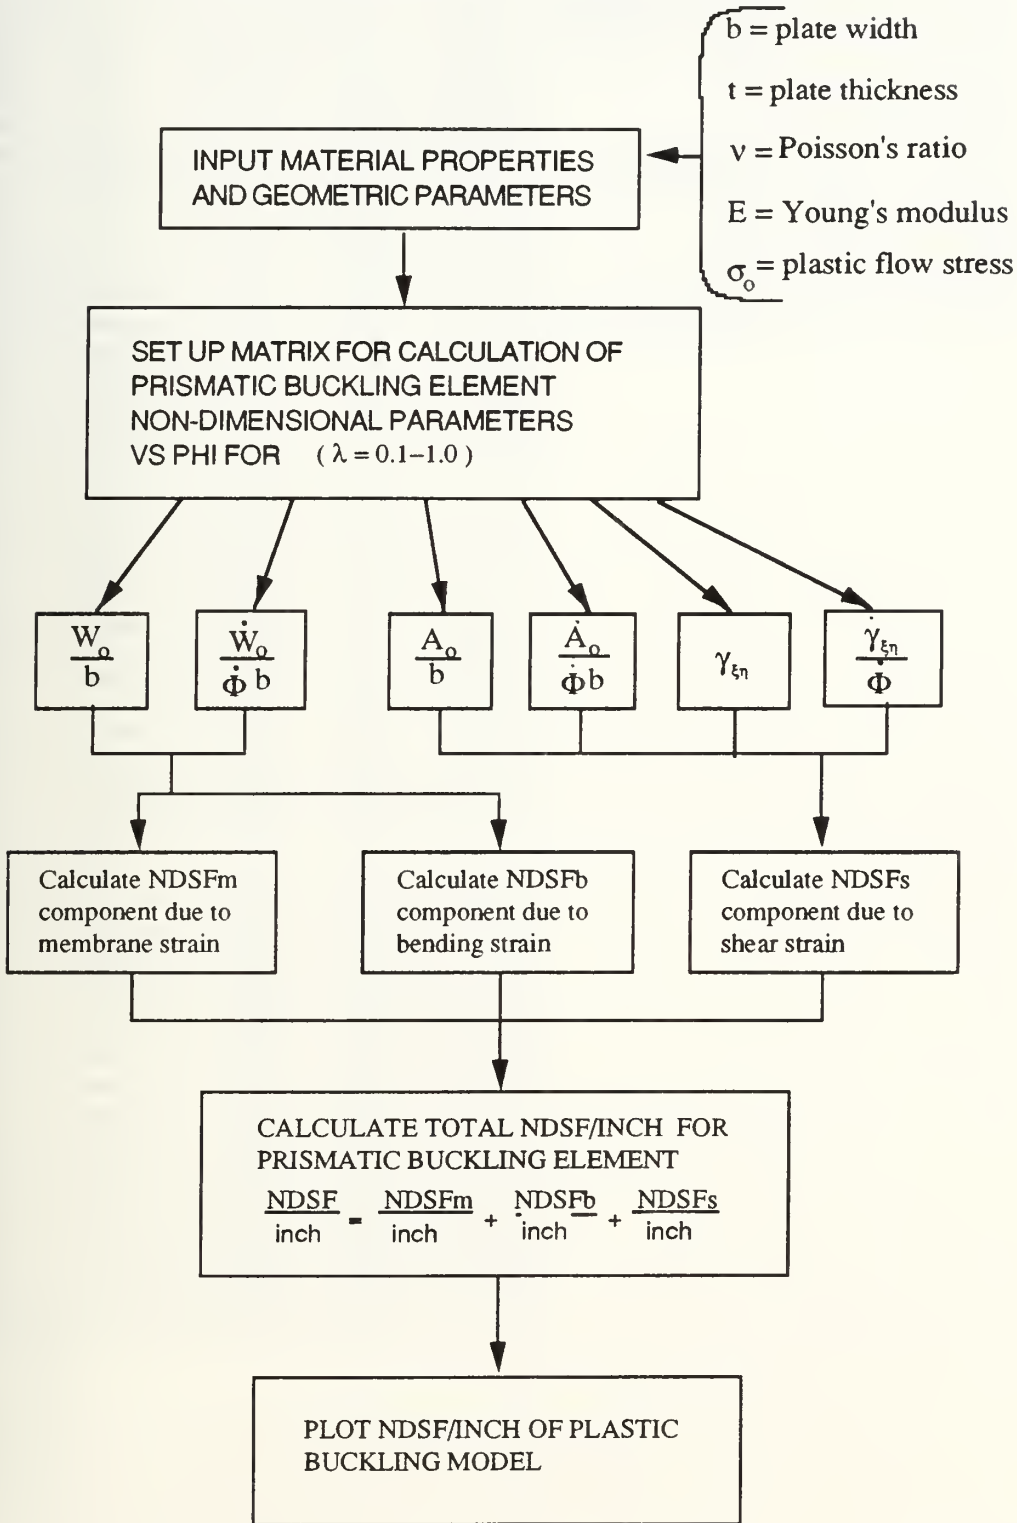 b = plate width
t = plate thickness
ν = Poisson's ratio
E = Young's modulus
σₒ = plastic flow stress
INPUT MATERIAL PROPERTIES
AND GEOMETRIC PARAMETERS
SET UP MATRIX FOR CALCULATION OF
PRISMATIC BUCKLING ELEMENT
NON-DIMENSIONAL PARAMETERS
VS PHI FOR ( λ = 0.1–1.0 )
Wₒ
b
Ẇₒ
Φ̇ b
Aₒ
b
Ȧₒ
Φ̇ b
γ_ξη
γ̇_ξη
Φ̇
Calculate NDSFm
component due to
membrane strain
Calculate NDSFb
component due to
bending strain
Calculate NDSFs
component due to
shear strain
CALCULATE TOTAL NDSF/INCH FOR
PRISMATIC BUCKLING ELEMENT
NDSF/inch = NDSFm/inch + NDSFb/inch + NDSFs/inch
PLOT NDSF/INCH OF PLASTIC
BUCKLING MODEL